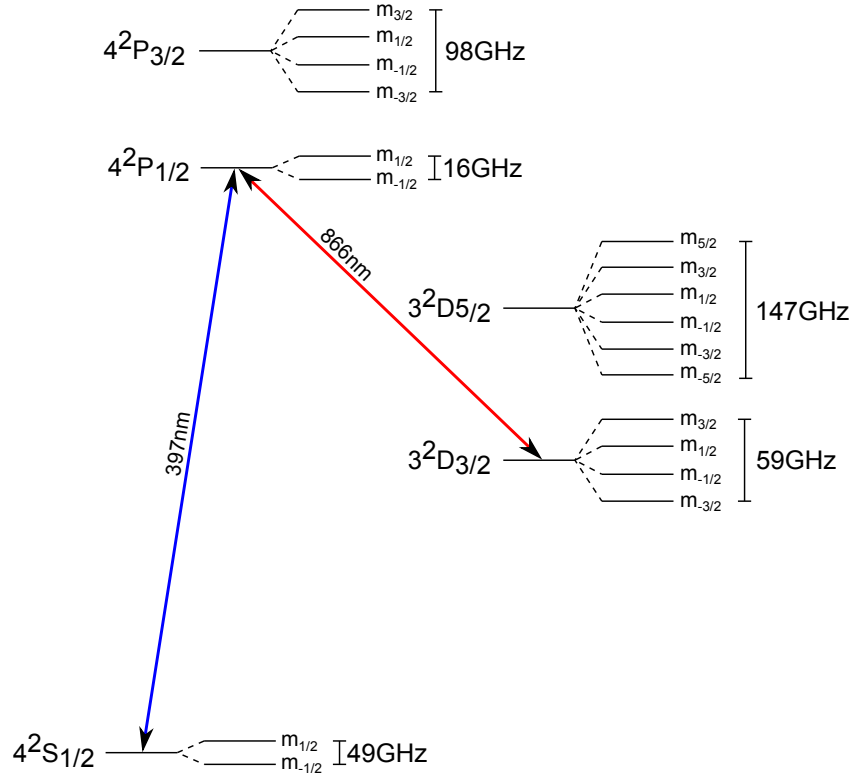 m3/2
4²P3/2
m1/2
98GHz
m-1/2
m-3/2
4²P1/2
m1/2
16GHz
m-1/2
866nm
m5/2
m3/2
3²D5/2
m1/2
147GHz
m-1/2
m-3/2
m-5/2
397nm
m3/2
3²D3/2
m1/2
59GHz
m-1/2
m-3/2
4²S1/2
m1/2
49GHz
m-1/2